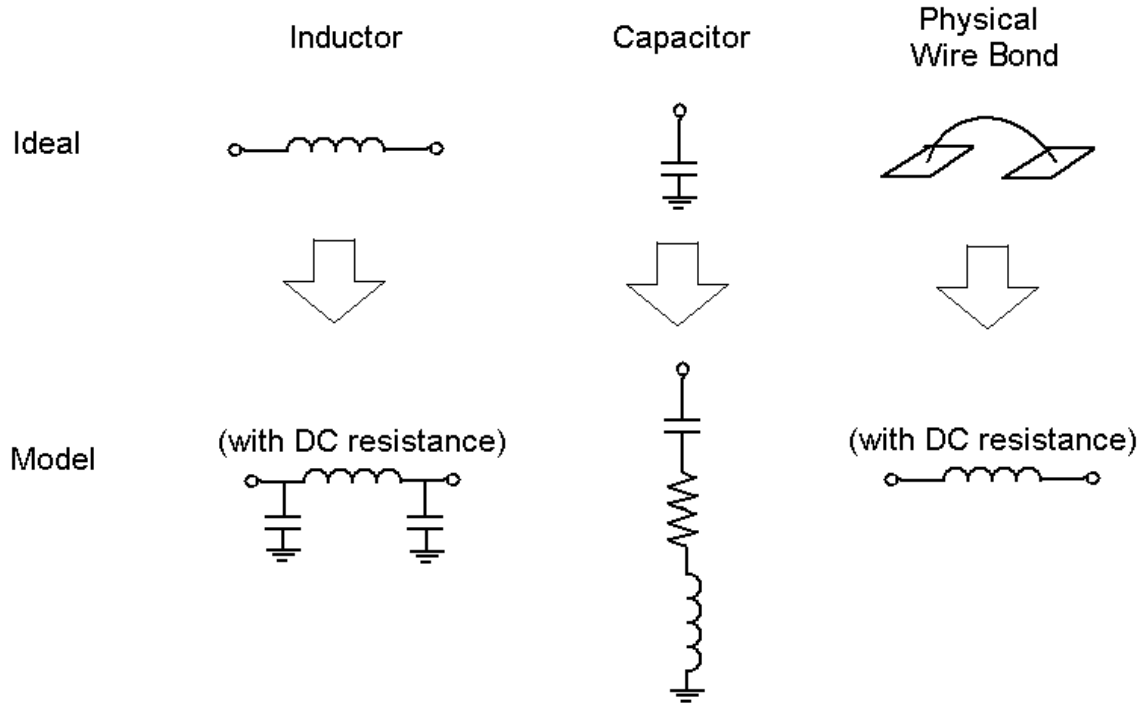 Inductor
Capacitor
Physical
Wire Bond
Ideal
Model
(with DC resistance)
(with DC resistance)